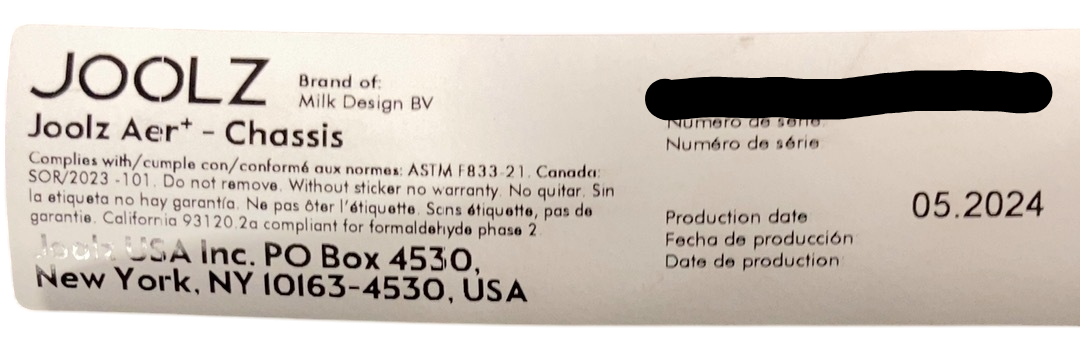 JOOLZ
Brand of:
Milk Design BV
Joolz Aer+ - Chassis
Complies with/cumple con/conformé aux normes: ASTM F833-21. Canada:
SOR/2023 -101. Do not remove. Without sticker no warranty. No quitar. Sin
la etiqueta no hay garantía. Ne pas ôter l'étiquette. Sans étiquette, pas de
garantie. California 93120.2a compliant for formaldehyde phase 2
Joolz USA Inc. PO Box 4530,
New York, NY 10163-4530, USA
Número de serie
Numéro de série
Production date
Fecha de producción
Date de production
05.2024